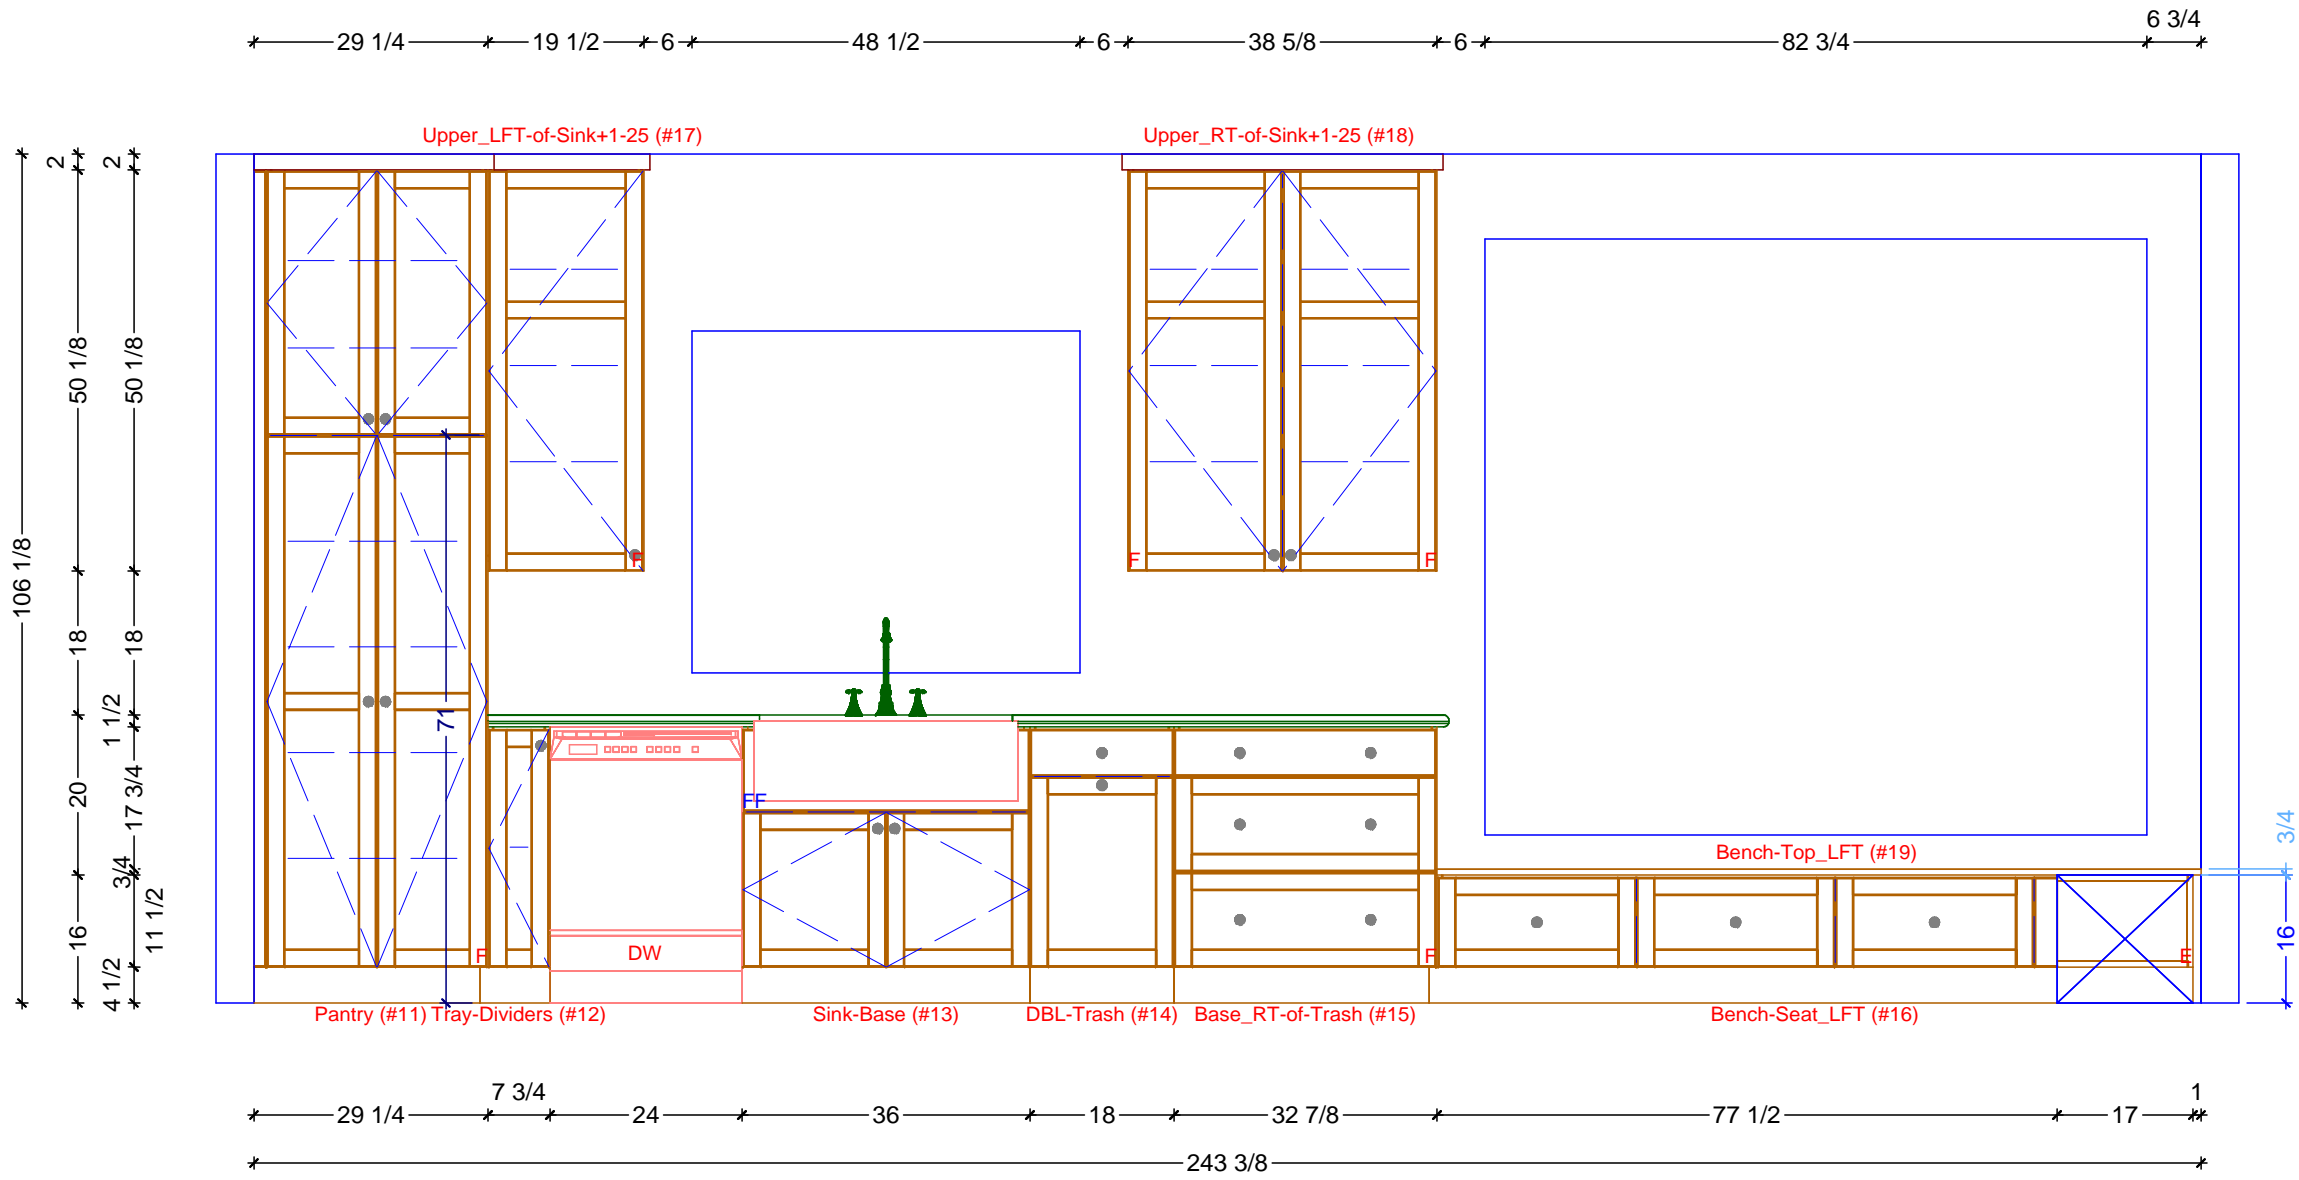 6 3/4
29 1/4 19 1/2 6 48 1/2 6 38 5/8 6 82 3/4
Upper_LFT-of-Sink+1-25 (#17) Upper_RT-of-Sink+1-25 (#18)
2 2
50 1/8 50 1/8
106 1/8
F F F
18 18
71
1 1/2
20 17 3/4
FF
3/4
3/4
Bench-Top_LFT (#19)
16 11 1/2
16
F DW F E
4 1/2
Pantry (#11) Tray-Dividers (#12) Sink-Base (#13) DBL-Trash (#14) Base_RT-of-Trash (#15) Bench-Seat_LFT (#16)
7 3/4 1
29 1/4 24 36 18 32 7/8 77 1/2 17
243 3/8